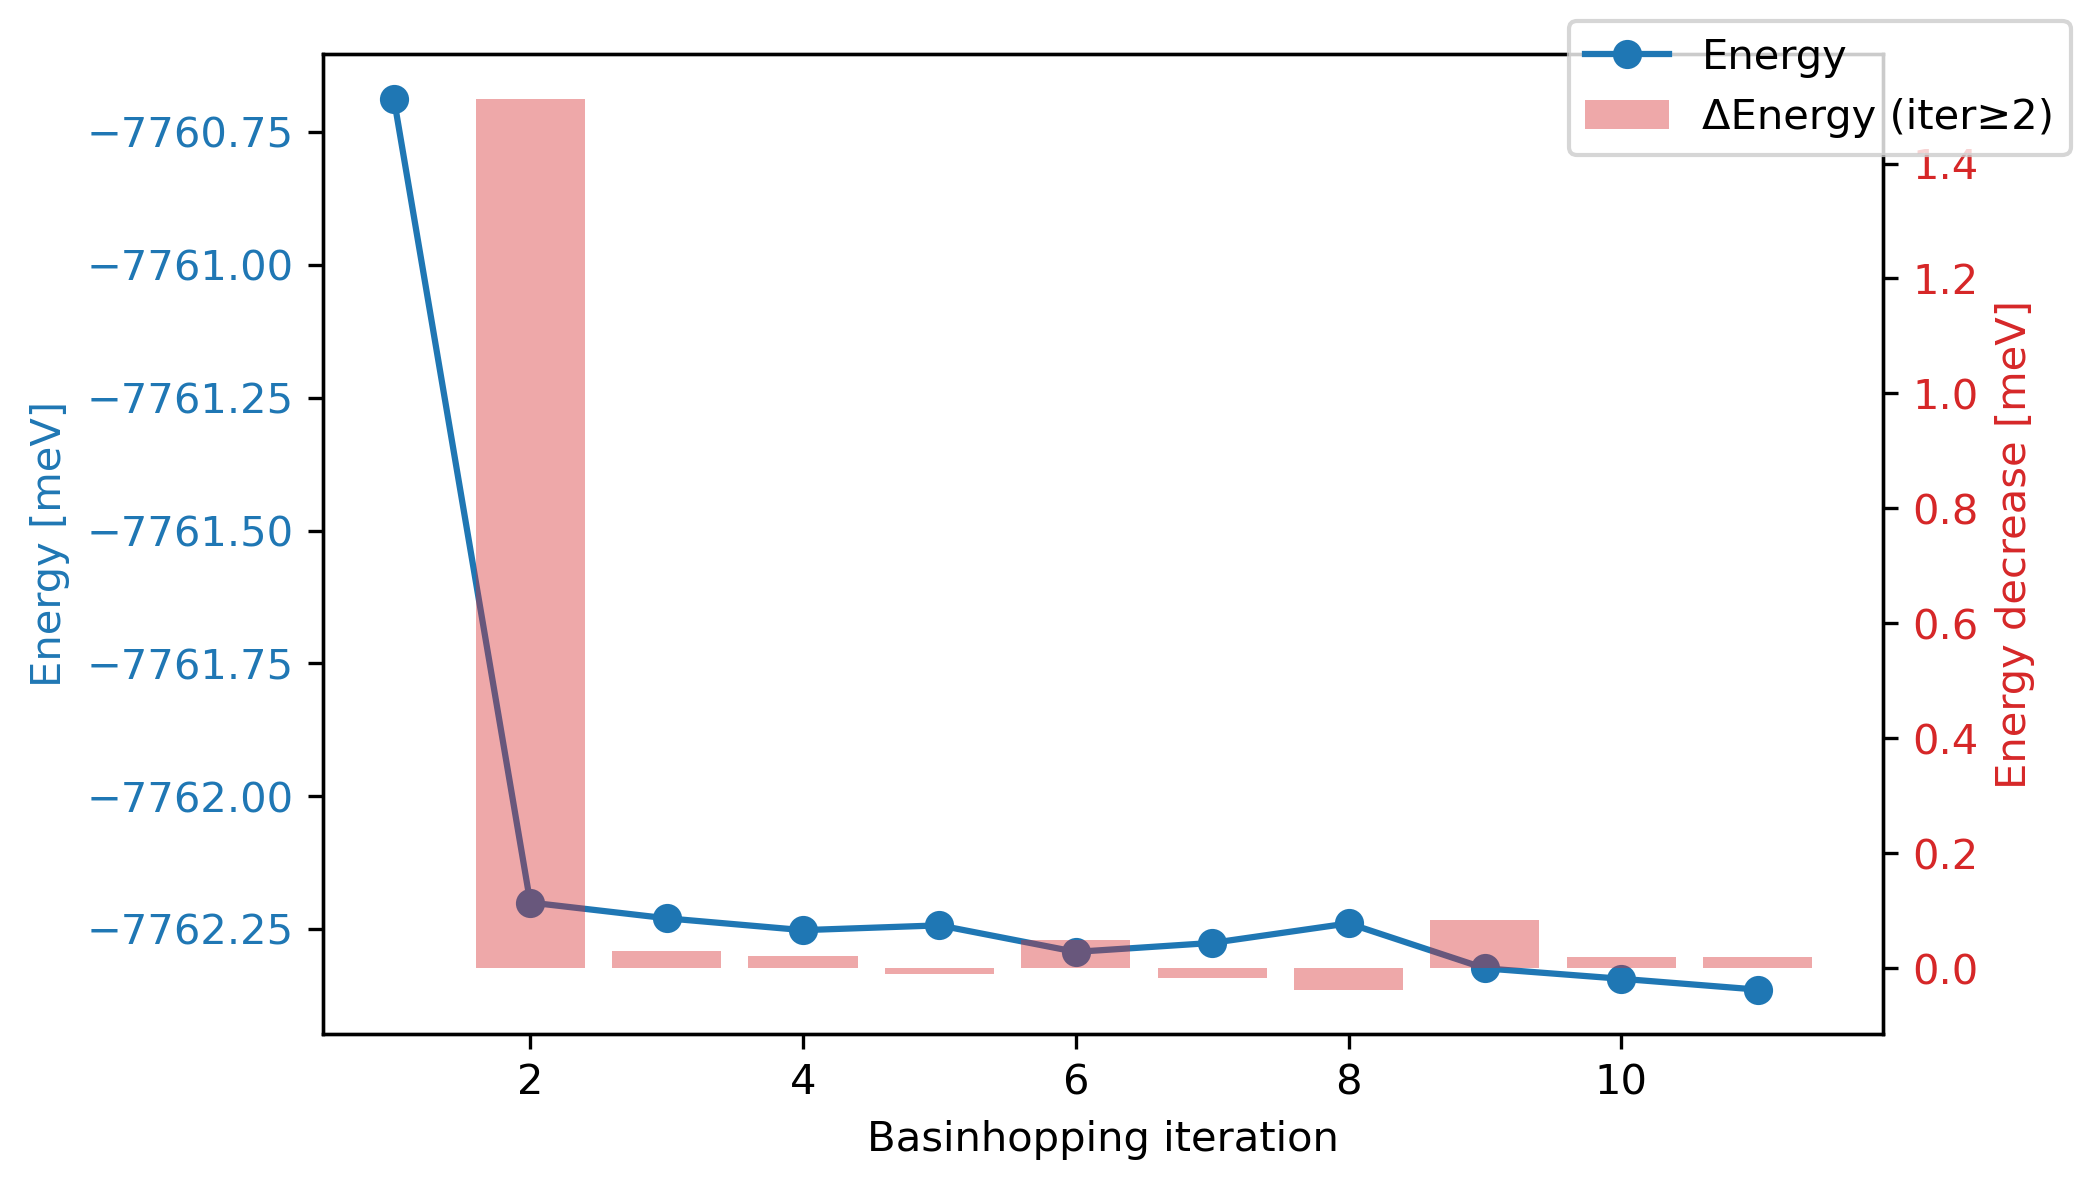 Energy
ΔEnergy (iter≥2)
Energy [meV]
−7760.75
−7761.00
−7761.25
−7761.50
−7761.75
−7762.00
−7762.25
1.4
1.2
1.0
0.8
0.6
0.4
0.2
0.0
Energy decrease [meV]
2 4 6 8 10
Basinhopping iteration